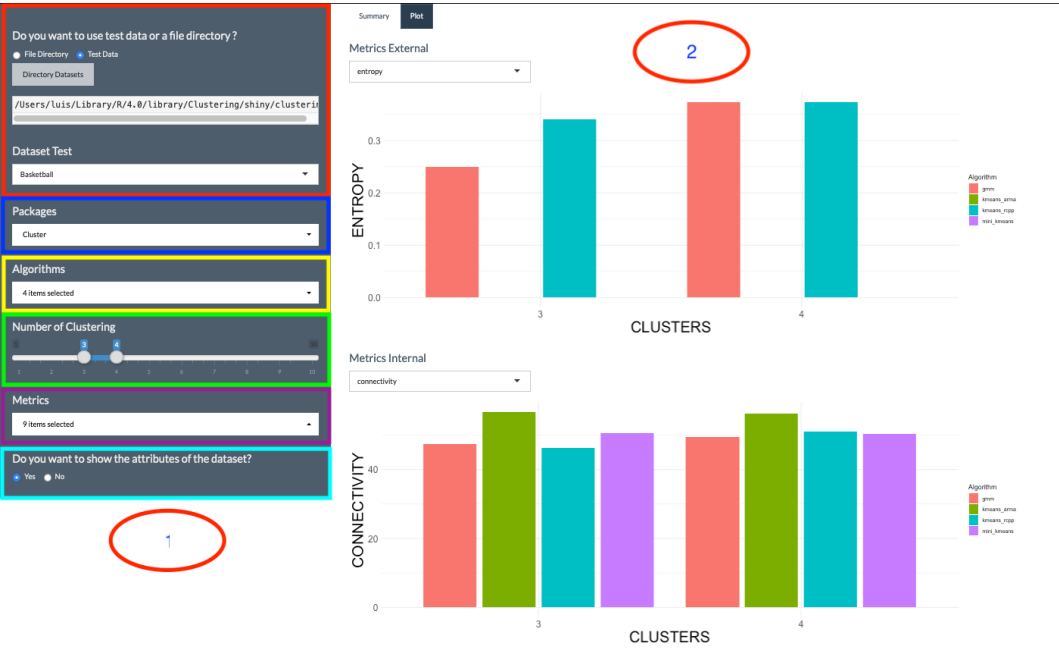 Do you want to use test data or a file directory ?
File Directory Test Data
Directory Datasets
/Users/luis/Library/R/4.0/library/Clustering/shiny/clusterin
Dataset Test
Basketball
Packages
Cluster
Algorithms
4 items selected
Number of Clustering
3 4
1 2 3 4 5 6 7 8 9 10
Metrics
9 items selected
Do you want to show the attributes of the dataset?
Yes No
1
Summary Plot
2
Metrics External
entropy
ENTROPY
0.3
0.2
0.1
0.0
3 4
CLUSTERS
Algorithm
gmm
kmeans_arma
kmeans_rcpp
mini_kmeans
Metrics Internal
connectivity
CONNECTIVITY
40
20
0
3 4
CLUSTERS
Algorithm
gmm
kmeans_arma
kmeans_rcpp
mini_kmeans